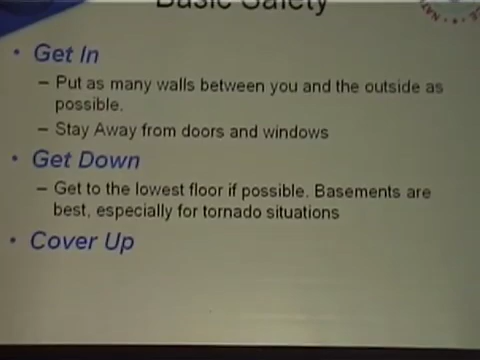 Basic Safety
• Get In
– Put as many walls between you and the outside as
possible.
– Stay Away from doors and windows
• Get Down
– Get to the lowest floor if possible. Basements are
best, especially for tornado situations
• Cover Up